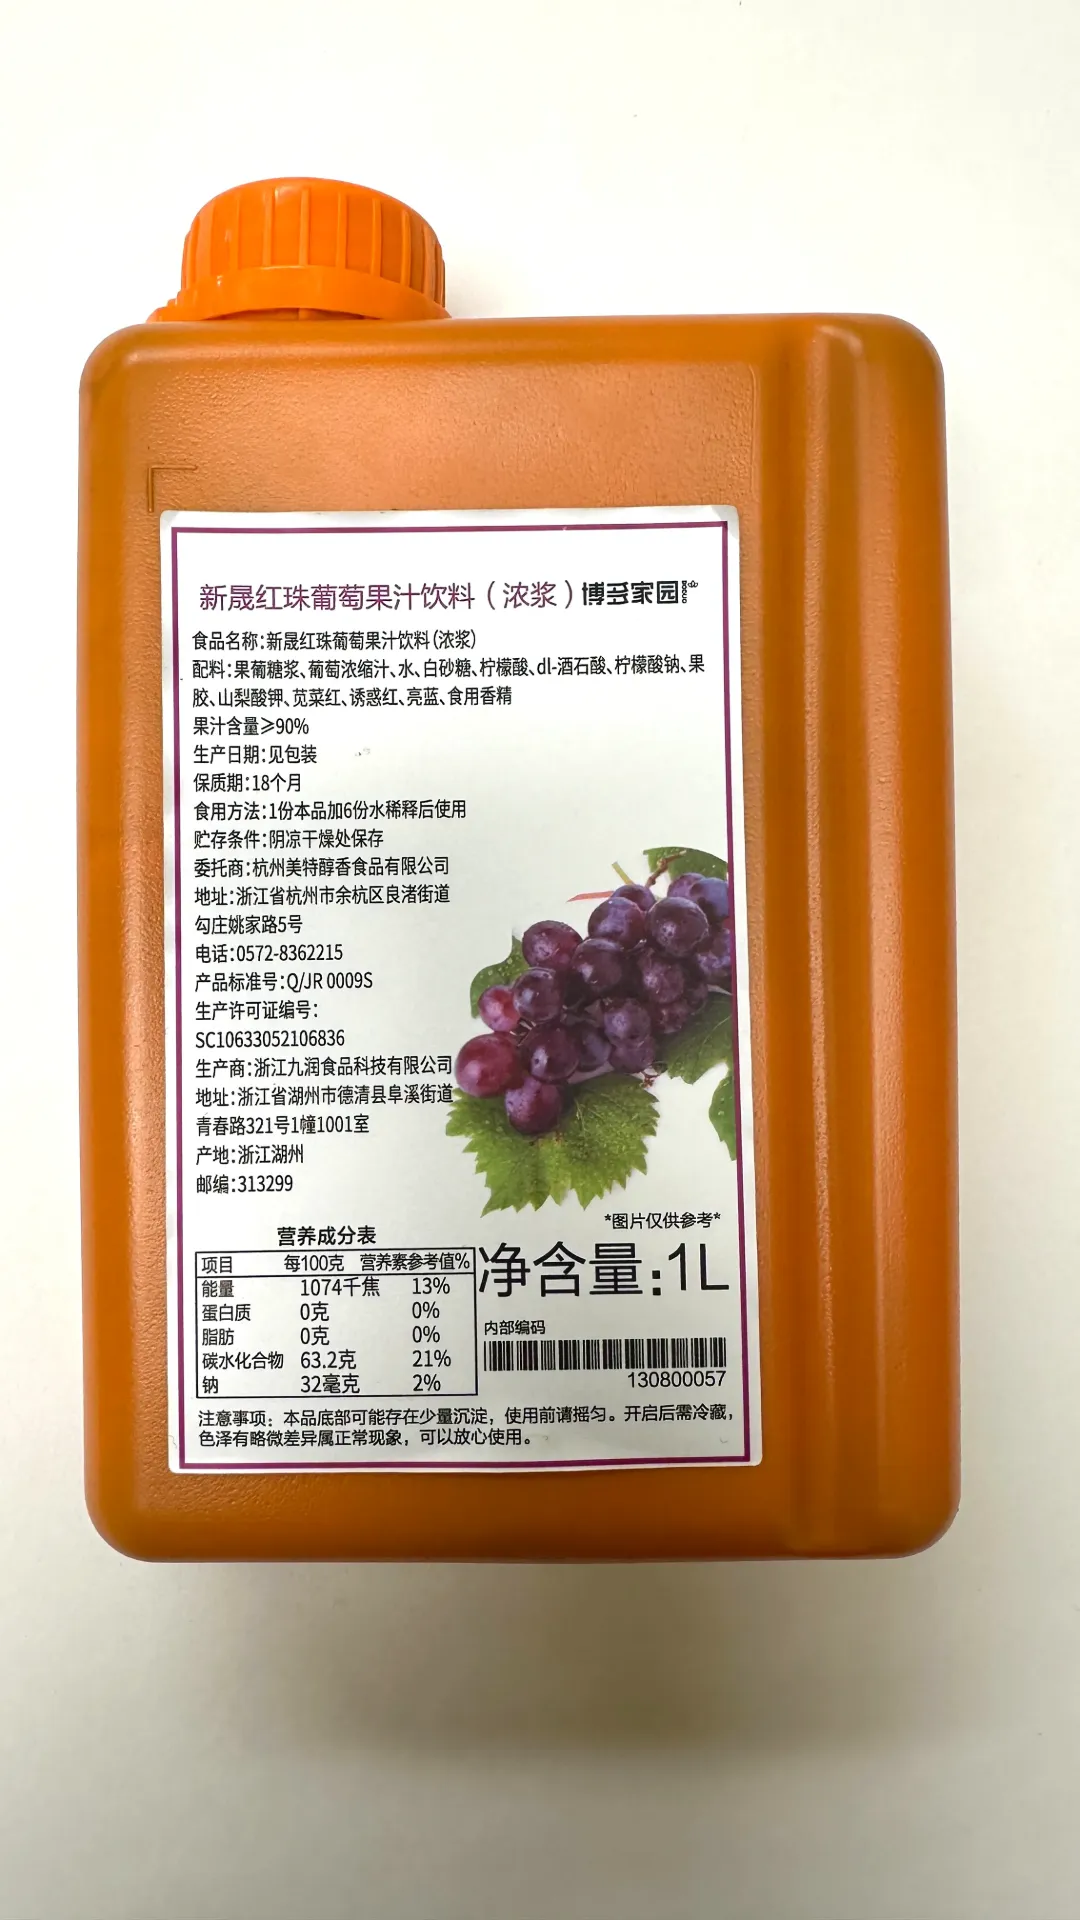 新晟红珠葡萄果汁饮料（浓浆）博多家园
食品名称:新晟红珠葡萄果汁饮料(浓浆)
配料:果葡糖浆、葡萄浓缩汁、水、白砂糖、柠檬酸、dl-酒石酸、柠檬酸钠、果
胶、山梨酸钾、苋菜红、诱惑红、亮蓝、食用香精
果汁含量≥90%
生产日期:见包装
保质期:18个月
食用方法:1份本品加6份水稀释后使用
贮存条件:阴凉干燥处保存
委托商:杭州美特醇香食品有限公司
地址:浙江省杭州市余杭区良渚街道
勾庄姚家路5号
电话:0572-8362215
产品标准号:Q/JR 0009S
生产许可证编号:
SC10633052106836
生产商:浙江九润食品科技有限公司
地址:浙江省湖州市德清县阜溪街道
青春路321号1幢1001室
产地:浙江湖州
邮编:313299
*图片仅供参考*
营养成分表
项目 每100克 营养素参考值%
能量 1074千焦 13%
蛋白质 0克 0%
脂肪 0克 0%
碳水化合物 63.2克 21%
钠 32毫克 2%
净含量:1L
内部编码
130800057
注意事项：本品底部可能存在少量沉淀，使用前请摇匀。开启后需冷藏，
色泽有略微差异属正常现象，可以放心使用。